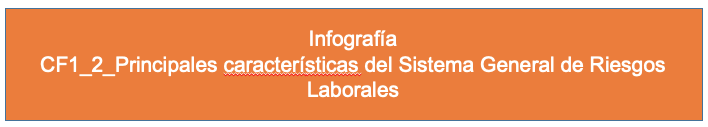 Infografía
CF1_2_Principales características del Sistema General de Riesgos
Laborales